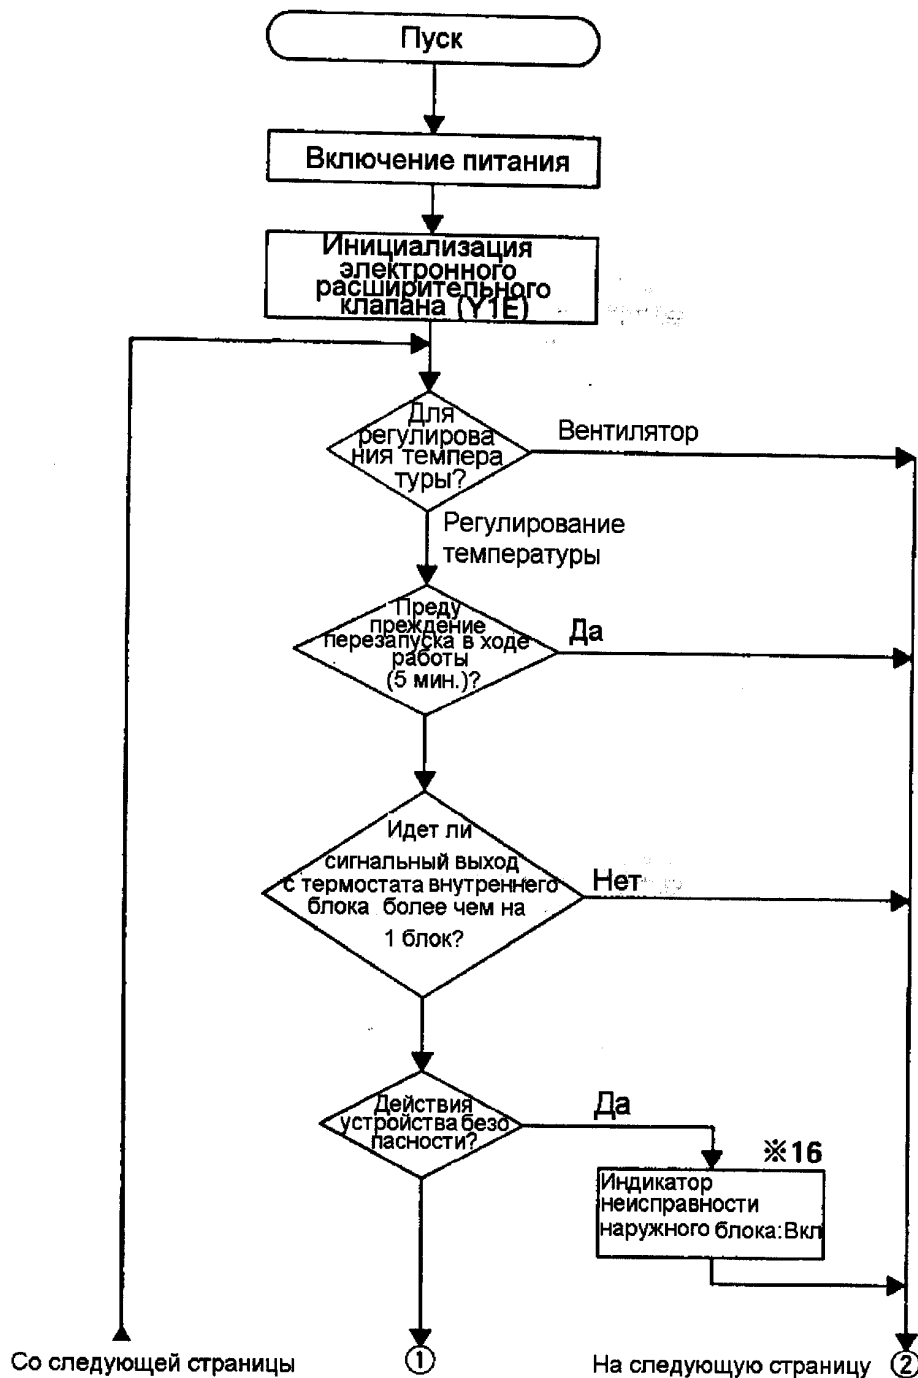 Пуск
Включение питания
Инициализация
электронного
расширительного
клапана (Y1E)
Для
регулирова
ния темпера
туры?
Вентилятор
Регулирование
температуры
Преду
преждение
перезапуска в ходе
работы
(5 мин.)?
Да
Идет ли
сигнальный выход
с термостата внутреннего
блока более чем на
1 блок?
Нет
Действия
устройства безо
пасности?
Да
※16
Индикатор
неисправности
наружного блока:Вкл
Со следующей страницы
①
На следующую страницу ②